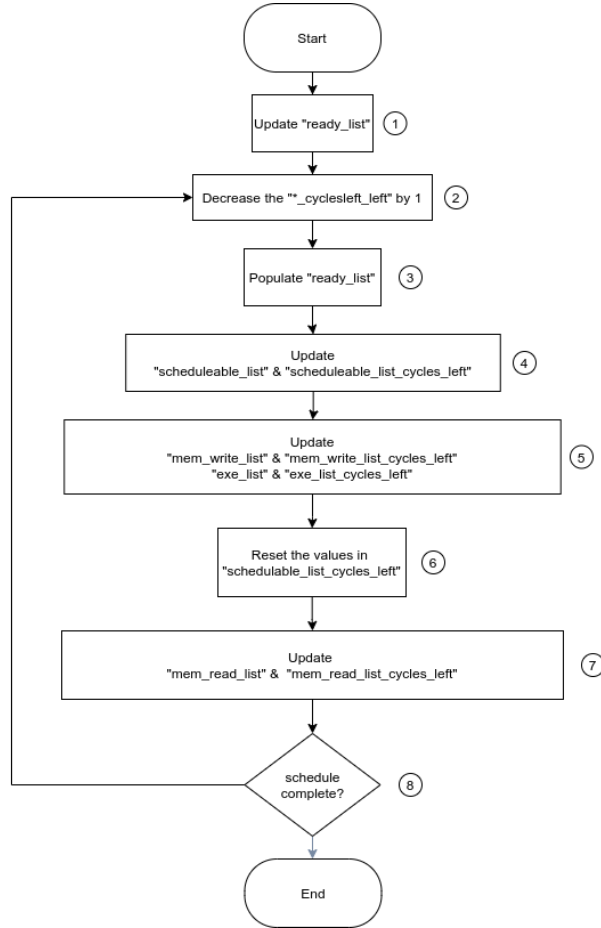 Start
Update "ready_list"
1
Decrease the "*_cyclesleft_left" by 1
2
Populate "ready_list"
3
Update
"scheduleable_list" & "scheduleable_list_cycles_left"
4
Update
"mem_write_list" & "mem_write_list_cycles_left"
"exe_list" & "exe_list_cycles_left"
5
Reset the values in
"schedulable_list_cycles_left"
6
Update
"mem_read_list" & "mem_read_list_cycles_left"
7
schedule
complete?
8
End